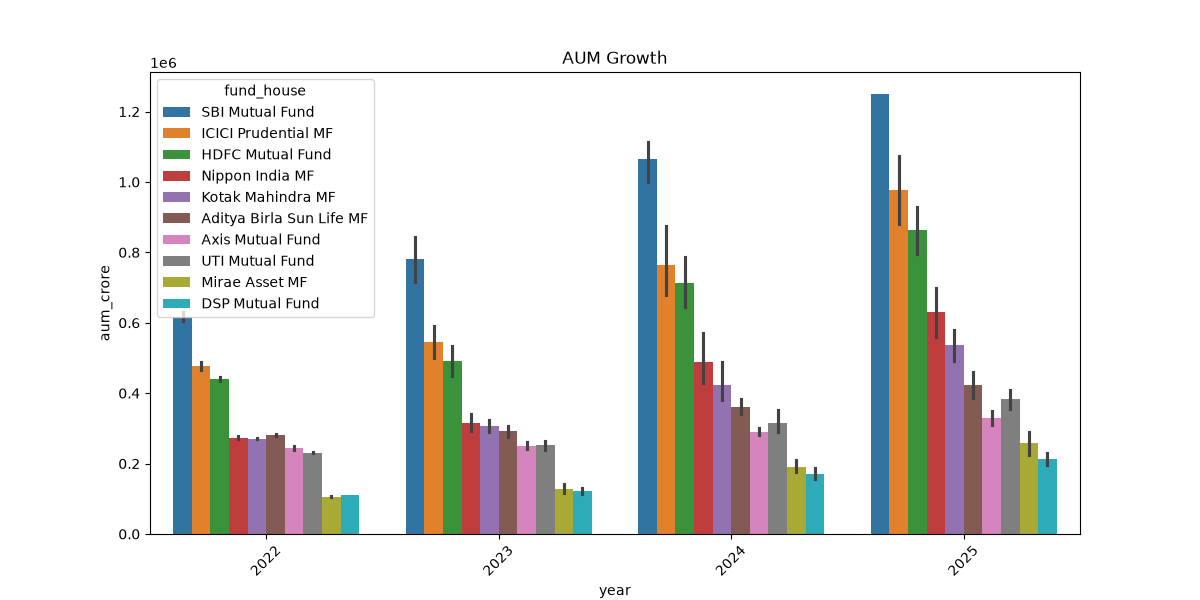 AUM Growth
1e6
fund_house
SBI Mutual Fund
ICICI Prudential MF
HDFC Mutual Fund
Nippon India MF
Kotak Mahindra MF
Aditya Birla Sun Life MF
Axis Mutual Fund
UTI Mutual Fund
Mirae Asset MF
DSP Mutual Fund
aum_crore
1.2
1.0
0.8
0.6
0.4
0.2
0.0
2022
2023
2024
2025
year